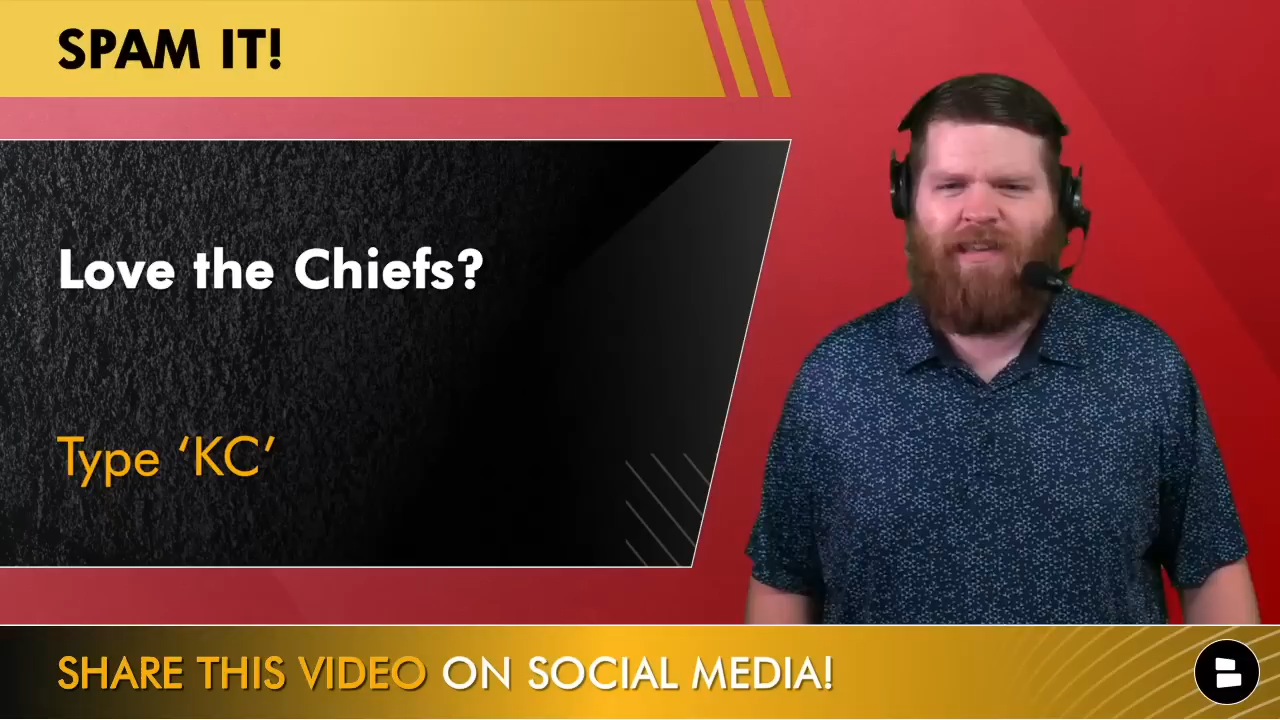 SPAM IT!
Love the Chiefs?
Type ‘KC’
SHARE THIS VIDEO ON SOCIAL MEDIA!